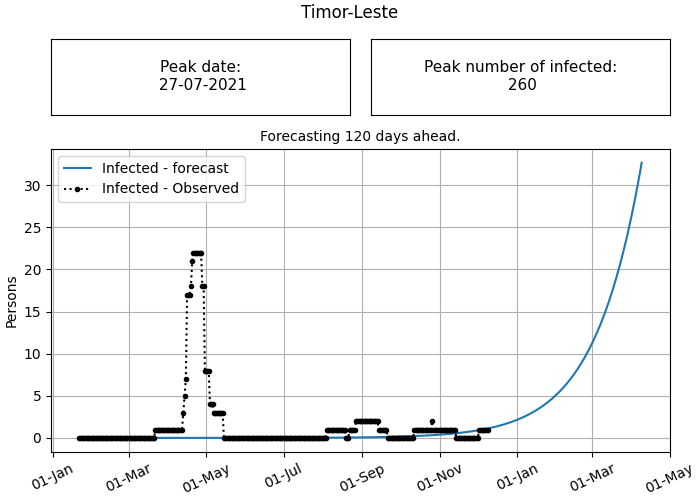 Timor-Leste
Peak date:
27-07-2021
Peak number of infected:
260
Forecasting 120 days ahead.
Infected - forecast
Infected - Observed
Persons
30
25
20
15
10
5
0
01-Jan
01-Mar
01-May
01-Jul
01-Sep
01-Nov
01-Jan
01-Mar
01-May